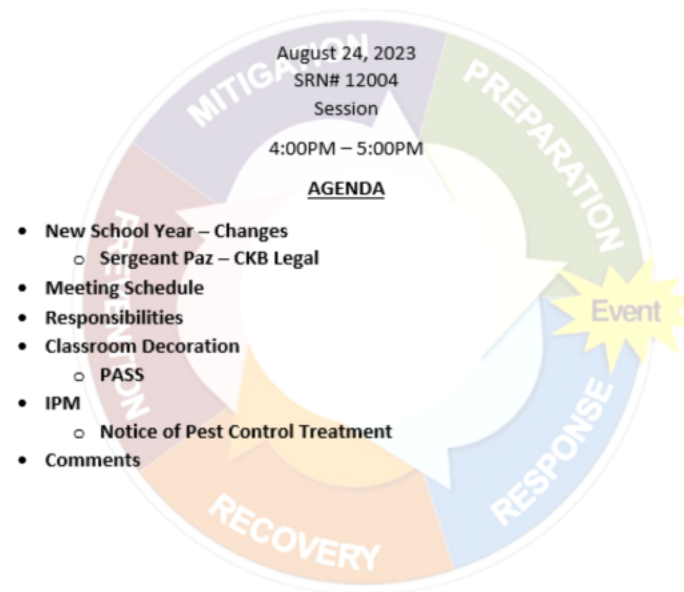 August 24, 2023
SRN# 12004
Session
4:00PM – 5:00PM
AGENDA
• New School Year – Changes
o Sergeant Paz – CKB Legal
• Meeting Schedule
• Responsibilities
• Classroom Decoration
o PASS
• IPM
o Notice of Pest Control Treatment
• Comments
MITIGATION
PREPARATION
Event
RESPONSE
RECOVERY
PREVENTION